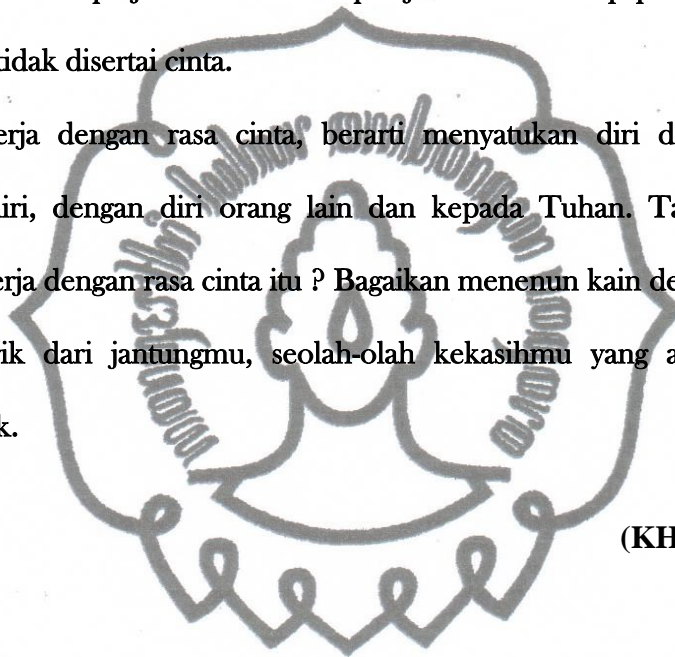 tidak disertai cinta.
erja dengan rasa cinta, berarti menyatukan diri d
iri, dengan diri orang lain dan kepada Tuhan. Ta
erja dengan rasa cinta itu ? Bagaikan menenun kain de
rik dari jantungmu, seolah-olah kekasihmu yang a
k.
(KH